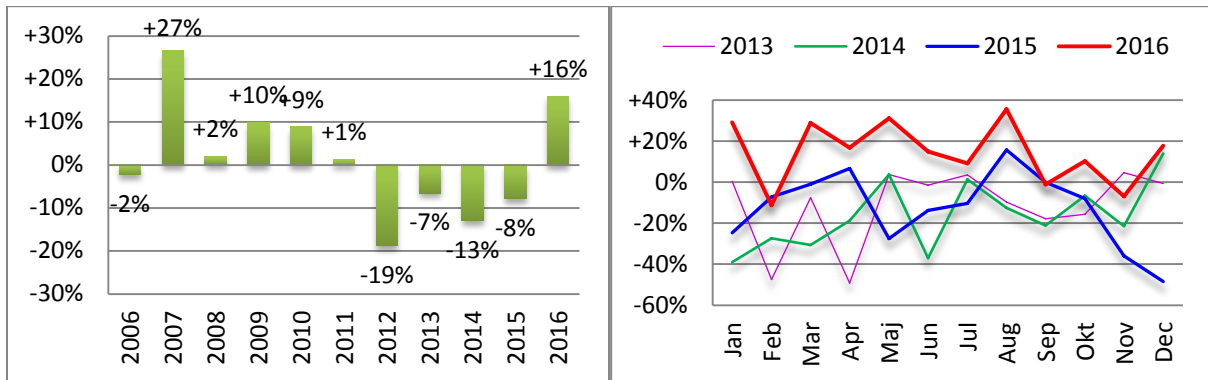 +30%
+20%
+10%
0%
-10%
-20%
-30%
-2%
+27%
+2%
+10%
+9%
+1%
-19%
-7%
-13%
-8%
+16%
2006
2007
2008
2009
2010
2011
2012
2013
2014
2015
2016
2013 2014 2015 2016
+40%
+20%
0%
-20%
-40%
-60%
Jan
Feb
Mar
Apr
Maj
Jun
Jul
Aug
Sep
Okt
Nov
Dec